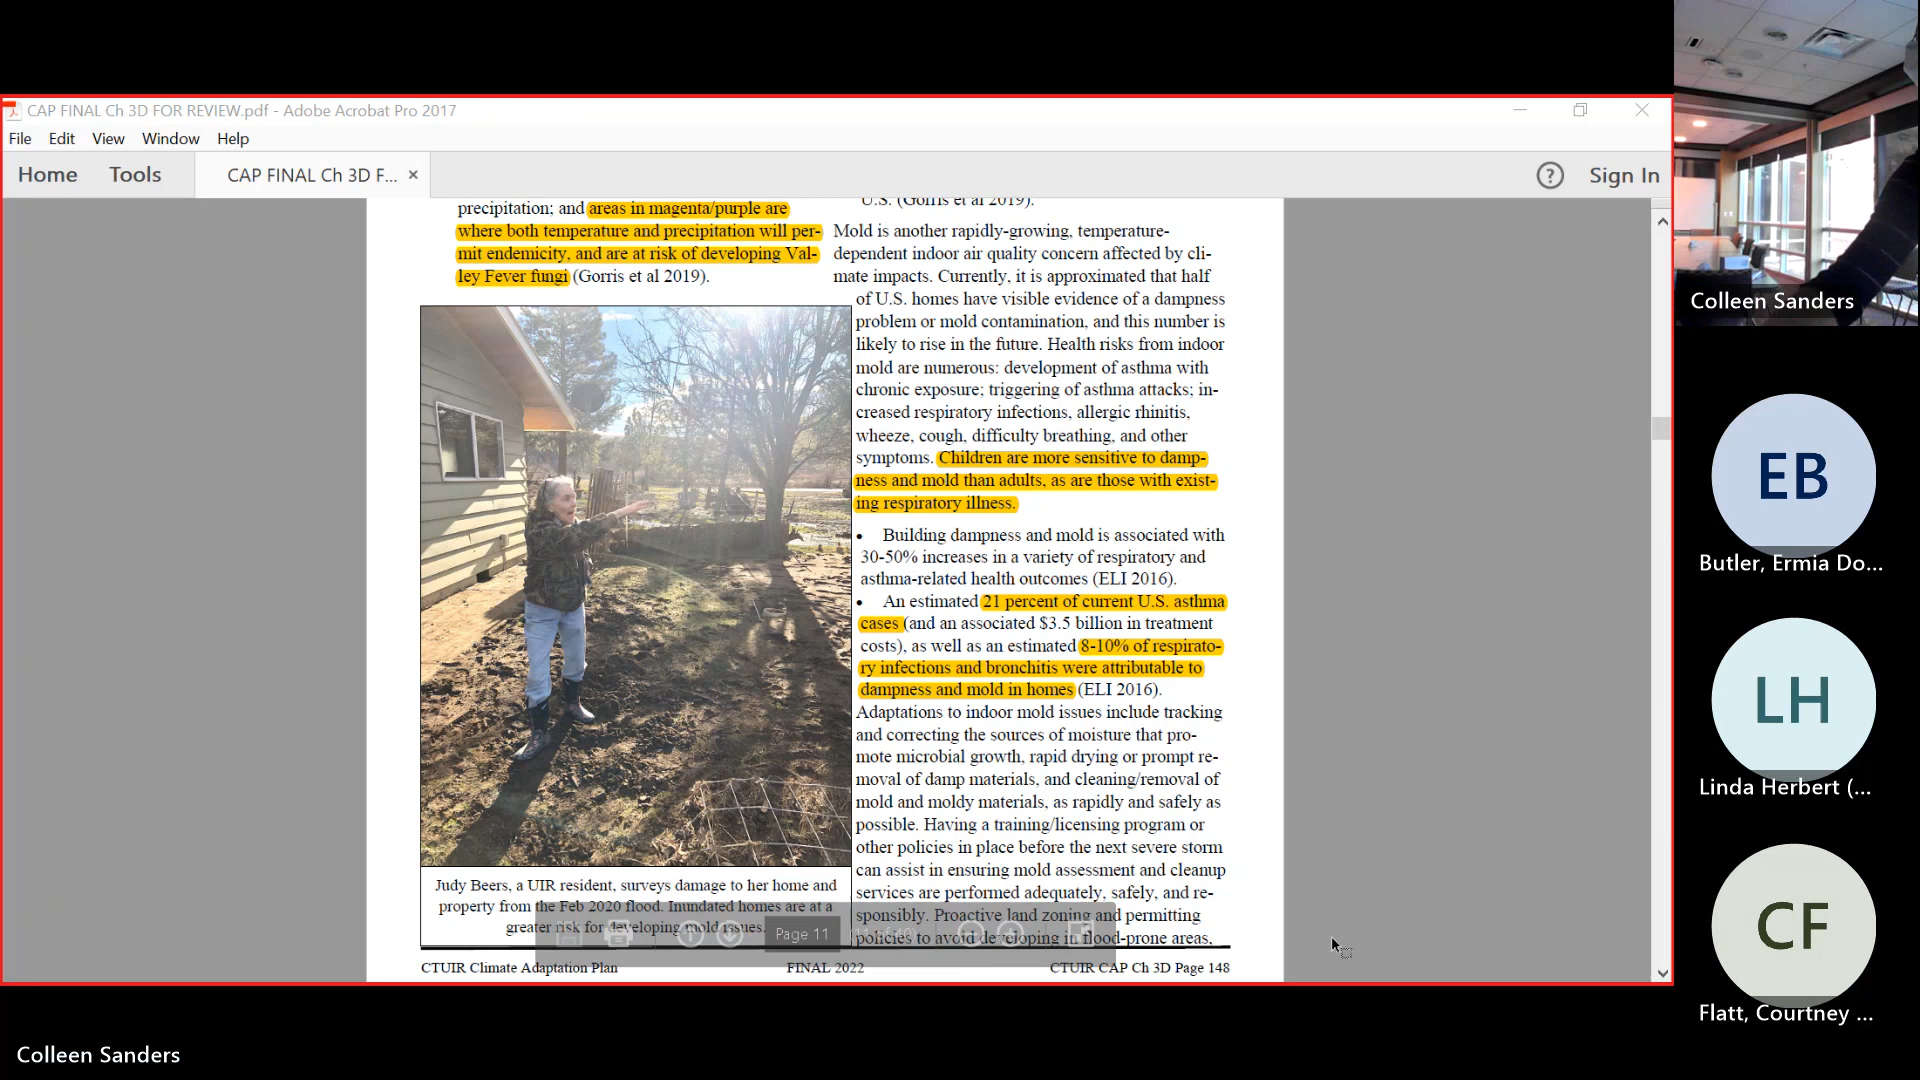 CAP FINAL Ch 3D FOR REVIEW.pdf - Adobe Acrobat Pro 2017
File Edit View Window Help
Home Tools CAP FINAL Ch 3D F... × ? Sign In
precipitation; and areas in magenta/purple are
where both temperature and precipitation will per-
mit endemicity, and are at risk of developing Val-
ley Fever fungi (Gorris et al 2019).
Judy Beers, a UIR resident, surveys damage to her home and
property from the Feb 2020 flood. Inundated homes are at a
greater risk for developing mold issues.
U.S. (Gorris et al 2019).
Mold is another rapidly-growing, temperature-
dependent indoor air quality concern affected by cli-
mate impacts. Currently, it is approximated that half
of U.S. homes have visible evidence of a dampness
problem or mold contamination, and this number is
likely to rise in the future. Health risks from indoor
mold are numerous: development of asthma with
chronic exposure; triggering of asthma attacks; in-
creased respiratory infections, allergic rhinitis,
wheeze, cough, difficulty breathing, and other
symptoms. Children are more sensitive to damp-
ness and mold than adults, as are those with exist-
ing respiratory illness.
• Building dampness and mold is associated with
30-50% increases in a variety of respiratory and
asthma-related health outcomes (ELI 2016).
• An estimated 21 percent of current U.S. asthma
cases (and an associated $3.5 billion in treatment
costs), as well as an estimated 8-10% of respirato-
ry infections and bronchitis were attributable to
dampness and mold in homes (ELI 2016).
Adaptations to indoor mold issues include tracking
and correcting the sources of moisture that pro-
mote microbial growth, rapid drying or prompt re-
moval of damp materials, and cleaning/removal of
mold and moldy materials, as rapidly and safely as
possible. Having a training/licensing program or
other policies in place before the next severe storm
can assist in ensuring mold assessment and cleanup
services are performed adequately, safely, and re-
sponsibly. Proactive land zoning and permitting
policies to avoid developing in flood-prone areas,
Page 11 (11 of 40)
CTUIR Climate Adaptation Plan FINAL 2022 CTUIR CAP Ch 3D Page 148
Colleen Sanders
EB
Butler, Ermia Do...
LH
Linda Herbert (...
CF
Flatt, Courtney ...
Colleen Sanders